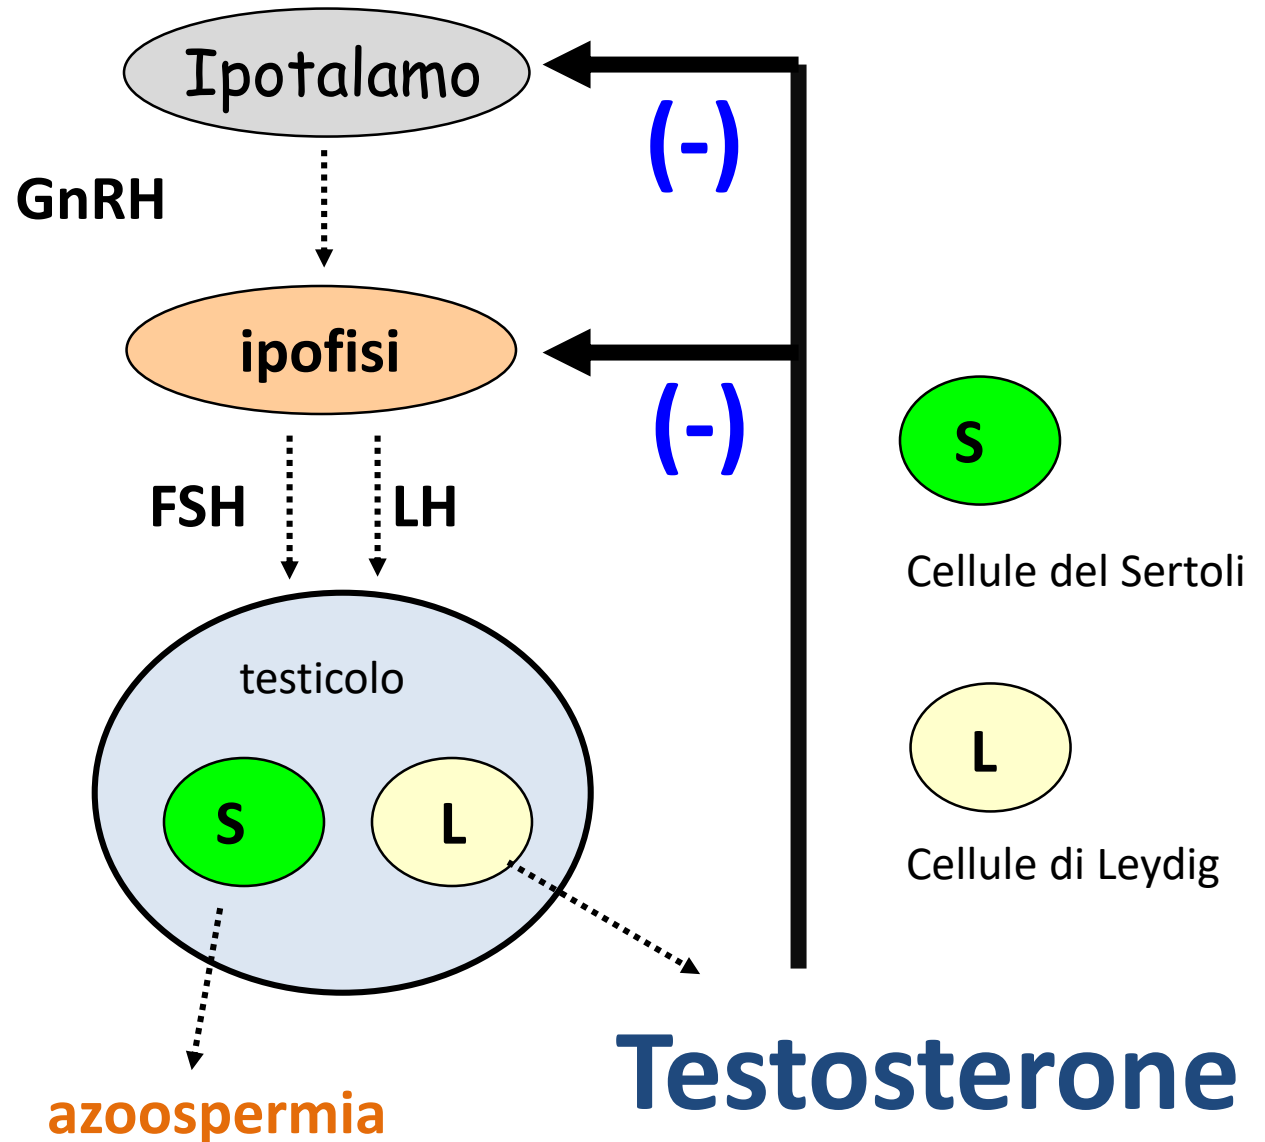 Ipotalamo
(-)
GnRH
ipofisi
(-)
FSH
LH
S
Cellule del Sertoli
testicolo
L
S
L
Cellule di Leydig
Testosterone
azoospermia